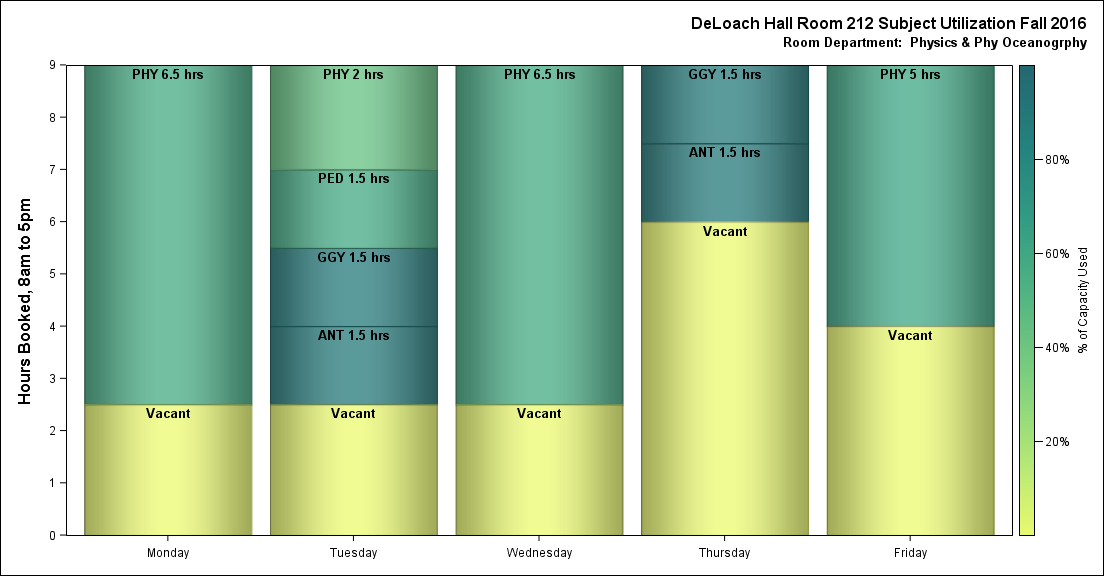 DeLoach Hall Room 212 Subject Utilization Fall 2016
Room Department:  Physics & Phy Oceanogrphy
Hours Booked, 8am to 5pm
9
8
7
6
5
4
3
2
1
0
PHY 6.5 hrs
Vacant
PHY 2 hrs
PED 1.5 hrs
GGY 1.5 hrs
ANT 1.5 hrs
Vacant
PHY 6.5 hrs
Vacant
GGY 1.5 hrs
ANT 1.5 hrs
Vacant
PHY 5 hrs
Vacant
Monday
Tuesday
Wednesday
Thursday
Friday
80%
60%
40%
20%
% of Capacity Used